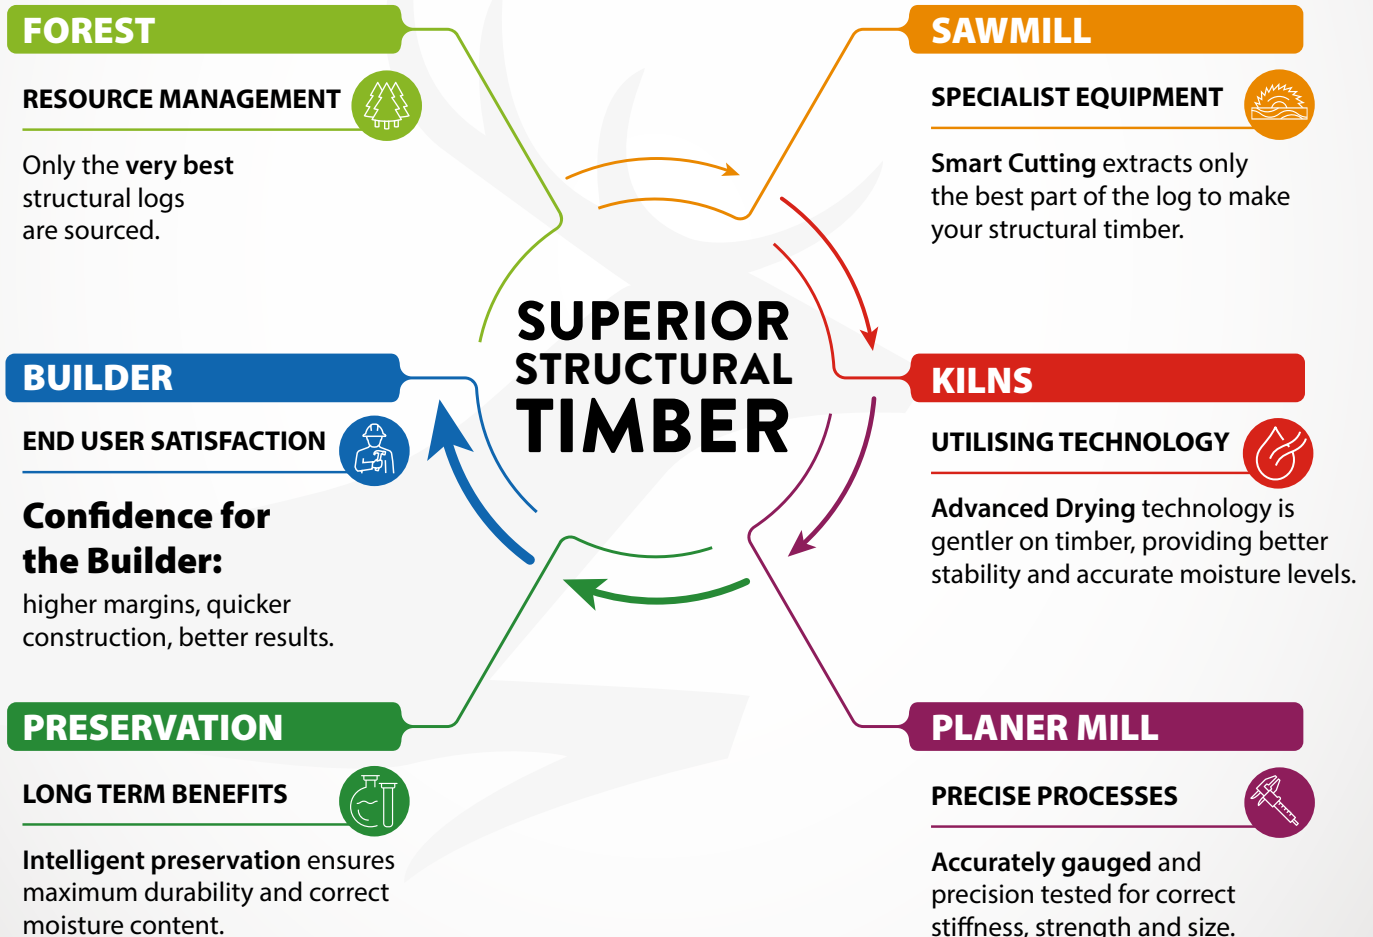 FOREST
RESOURCE MANAGEMENT
Only the very best
structural logs
are sourced.
SAWMILL
SPECIALIST EQUIPMENT
Smart Cutting extracts only
the best part of the log to make
your structural timber.
SUPERIOR
STRUCTURAL
TIMBER
BUILDER
END USER SATISFACTION
Confidence for
the Builder:
higher margins, quicker
construction, better results.
KILNS
UTILISING TECHNOLOGY
Advanced Drying technology is
gentler on timber, providing better
stability and accurate moisture levels.
PRESERVATION
LONG TERM BENEFITS
Intelligent preservation ensures
maximum durability and correct
moisture content.
PLANER MILL
PRECISE PROCESSES
Accurately gauged and
precision tested for correct
stiffness, strength and size.